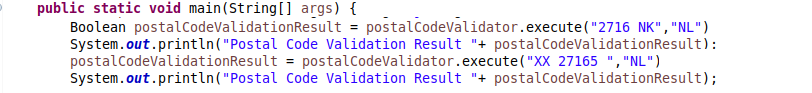 public static void main(String[] args) {
Boolean postalCodeValidationResult = postalCodeValidator.execute("2716 NK","NL")
System.out.println("Postal Code Validation Result "+ postalCodeValidationResult):
postalCodeValidationResult = postalCodeValidator.execute("XX 27165 ","NL")
System.out.println("Postal Code Validation Result "+ postalCodeValidationResult);